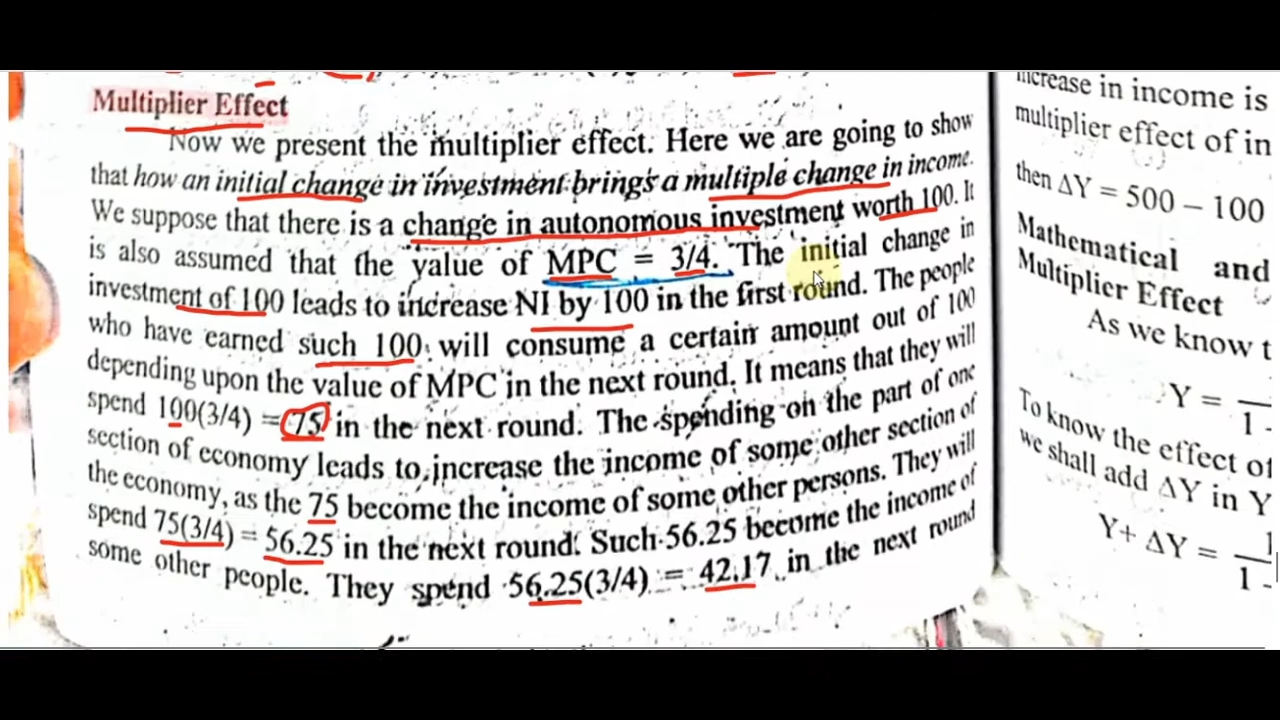 Multiplier Effect
Now we present the multiplier effect. Here we are going to show
that how an initial change in investment brings a multiple change in income.
We suppose that there is a change in autonomous investment worth 100. It
is also assumed that the value of MPC = 3/4. The initial change in
investment of 100 leads to increase NI by 100 in the first round. The people
who have earned such 100 will consume a certain amount out of 100
depending upon the value of MPC in the next round. It means that they will
spend 100(3/4) = 75 in the next round. The spending on the part of one
section of economy leads to increase the income of some other section of
the economy, as the 75 become the income of some other persons. They will
spend 75(3/4) = 56.25 in the next round. Such 56.25 become the income of
some other people. They spend 56.25(3/4) = 42.17 in the next round
increase in income is
multiplier effect of in
then ΔY = 500 – 100
Mathematical and
Multiplier Effect
As we know t
Y =
1 -
To know the effect of
we shall add ΔY in Y
Y+ ΔY = 1
1 -